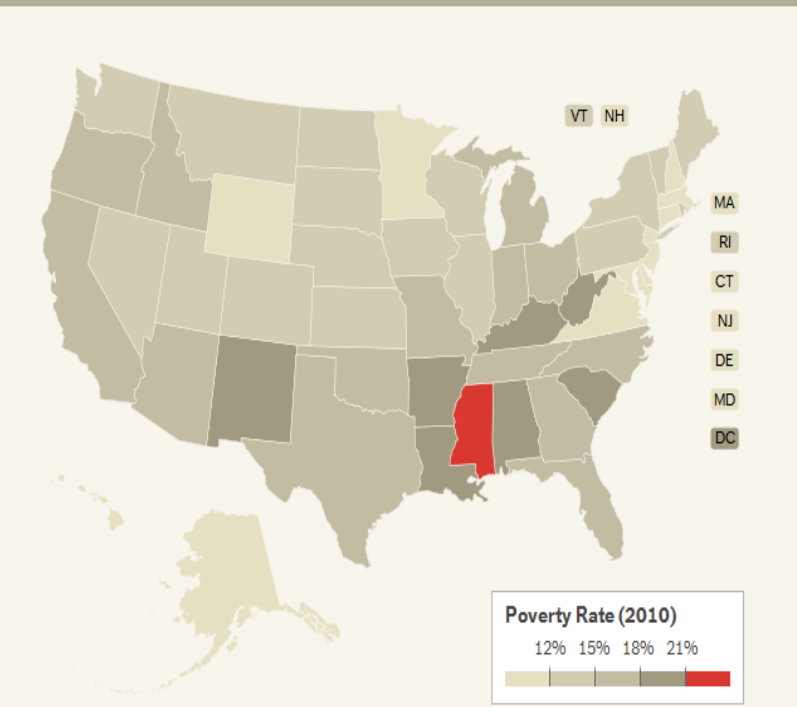 VT NH
MA
RI
CT
NJ
DE
MD
DC
Poverty Rate (2010)
12% 15% 18% 21%